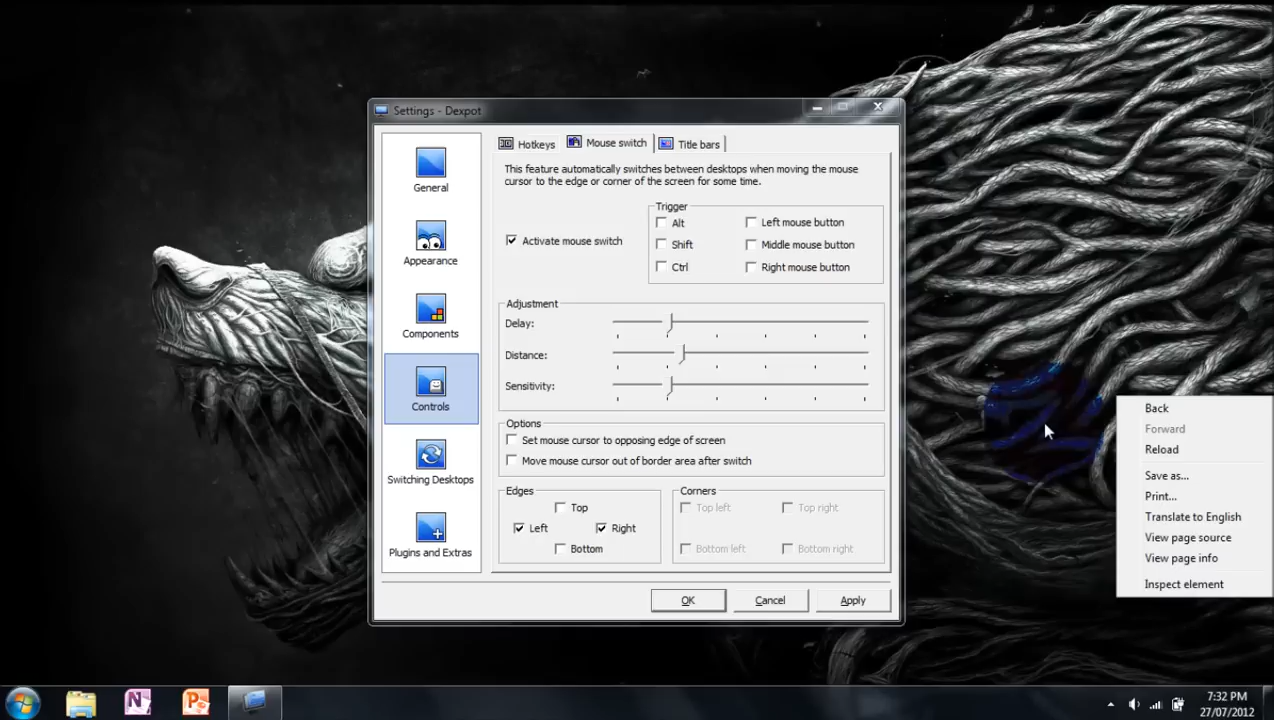 Settings - Dexpot
General
Appearance
Components
Controls
Switching Desktops
Plugins and Extras
Hotkeys
Mouse switch
Title bars
This feature automatically switches between desktops when moving the mouse
cursor to the edge or corner of the screen for some time.
Activate mouse switch
Trigger
Alt
Left mouse button
Shift
Middle mouse button
Ctrl
Right mouse button
Adjustment
Delay:
Distance:
Sensitivity:
Options
Set mouse cursor to opposing edge of screen
Move mouse cursor out of border area after switch
Edges
Top
Left
Right
Bottom
Corners
Top left
Top right
Bottom left
Bottom right
OK
Cancel
Apply
Back
Forward
Reload
Save as...
Print...
Translate to English
View page source
View page info
Inspect element
N
P
7:32 PM
27/07/2012